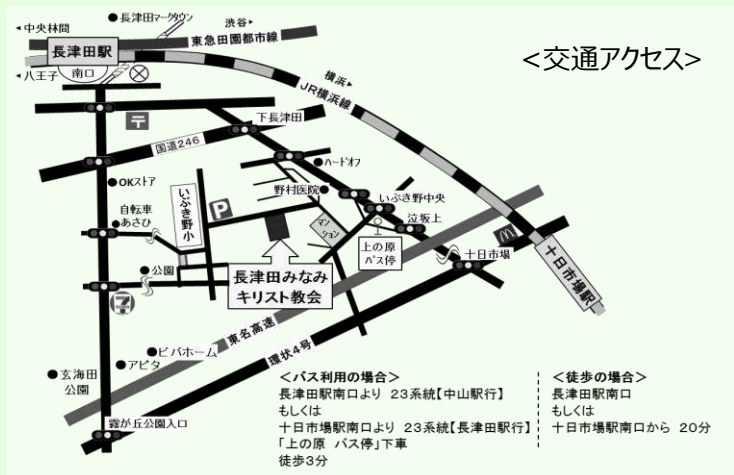 ●長津田マークタウン
渋谷►
◄中央林間
東急田園都市線
長津田駅
<交通アクセス>
◄八王子
南口
横浜►
JR横浜線
〒
下長津田
国道246
●ハードオフ
●OKストア
野村医院●
いぶき野小
P
いぶき野中央
自転車
●あさひ
マンション
泣坂上
上の原
バス停
十日市場
M
十日市場駅
●公園
長津田みなみ
キリスト教会
7
東名高速
●ビバホーム
環状4号
●アピタ
●玄海田
公園
霧が丘公園入口
<バス利用の場合>
長津田駅南口より 23系統【中山駅行】
もしくは
十日市場駅南口より 23系統【長津田駅行】
「上の原 バス停」下車
徒歩3分
<徒歩の場合>
長津田駅南口
もしくは
十日市場駅南口から 20分